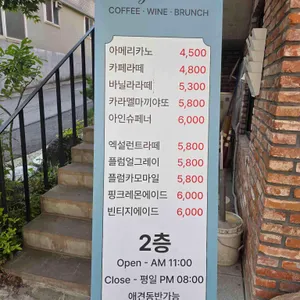 COFFEE · WINE · BRUNCH
아메리카노 4,500
카페라떼 4,800
바닐라라떼 5,300
카라멜마끼야또 5,800
아인슈페너 6,000
엑설런트라떼 5,800
플럼얼그레이 5,800
플럼카모마일 5,800
핑크레몬에이드 6,000
빈티지에이드 6,000
2층
Open - AM 11:00
Close - 평일 PM 08:00
애견동반가능